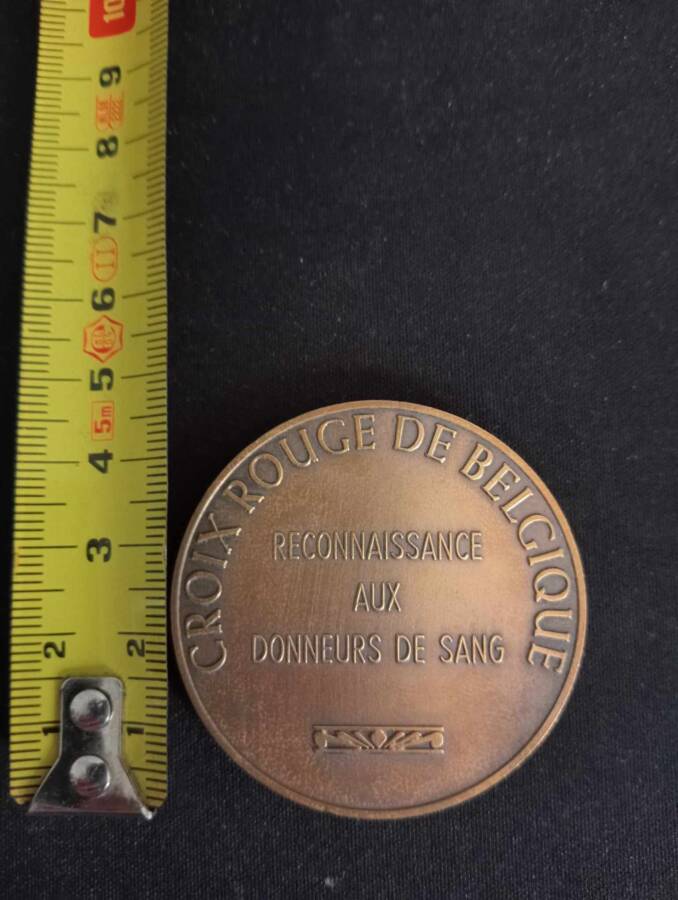 CROIX ROUGE DE BELGIQUE
RECONNAISSANCE
AUX
DONNEURS DE SANG
10
9
8
7
6
5
5m
4
3
2 2
1 1